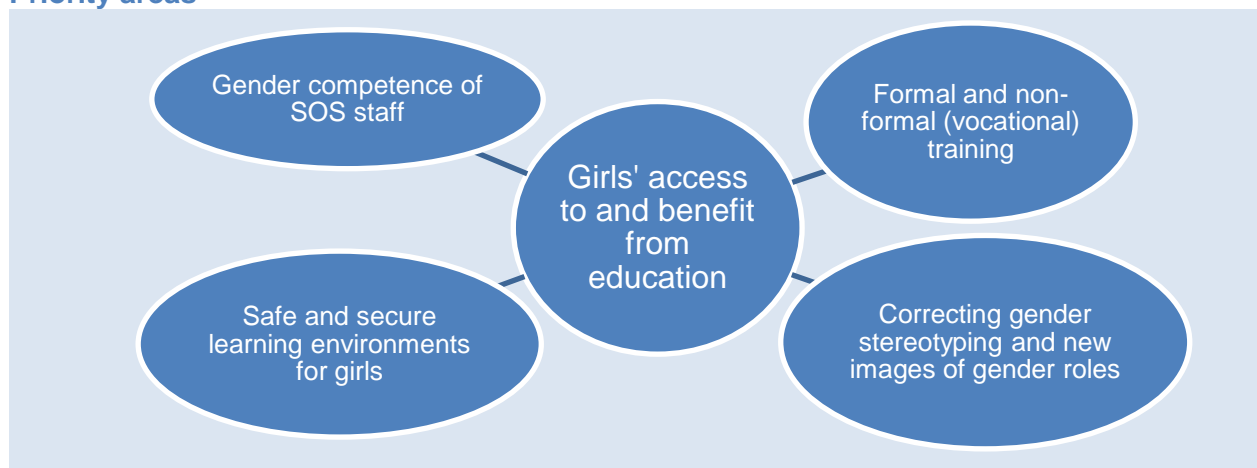 Priority areas
Gender competence of
SOS staff
Formal and non-
formal (vocational)
training
Girls' access
to and benefit
from
education
Safe and secure
learning environments
for girls
Correcting gender
stereotyping and new
images of gender roles